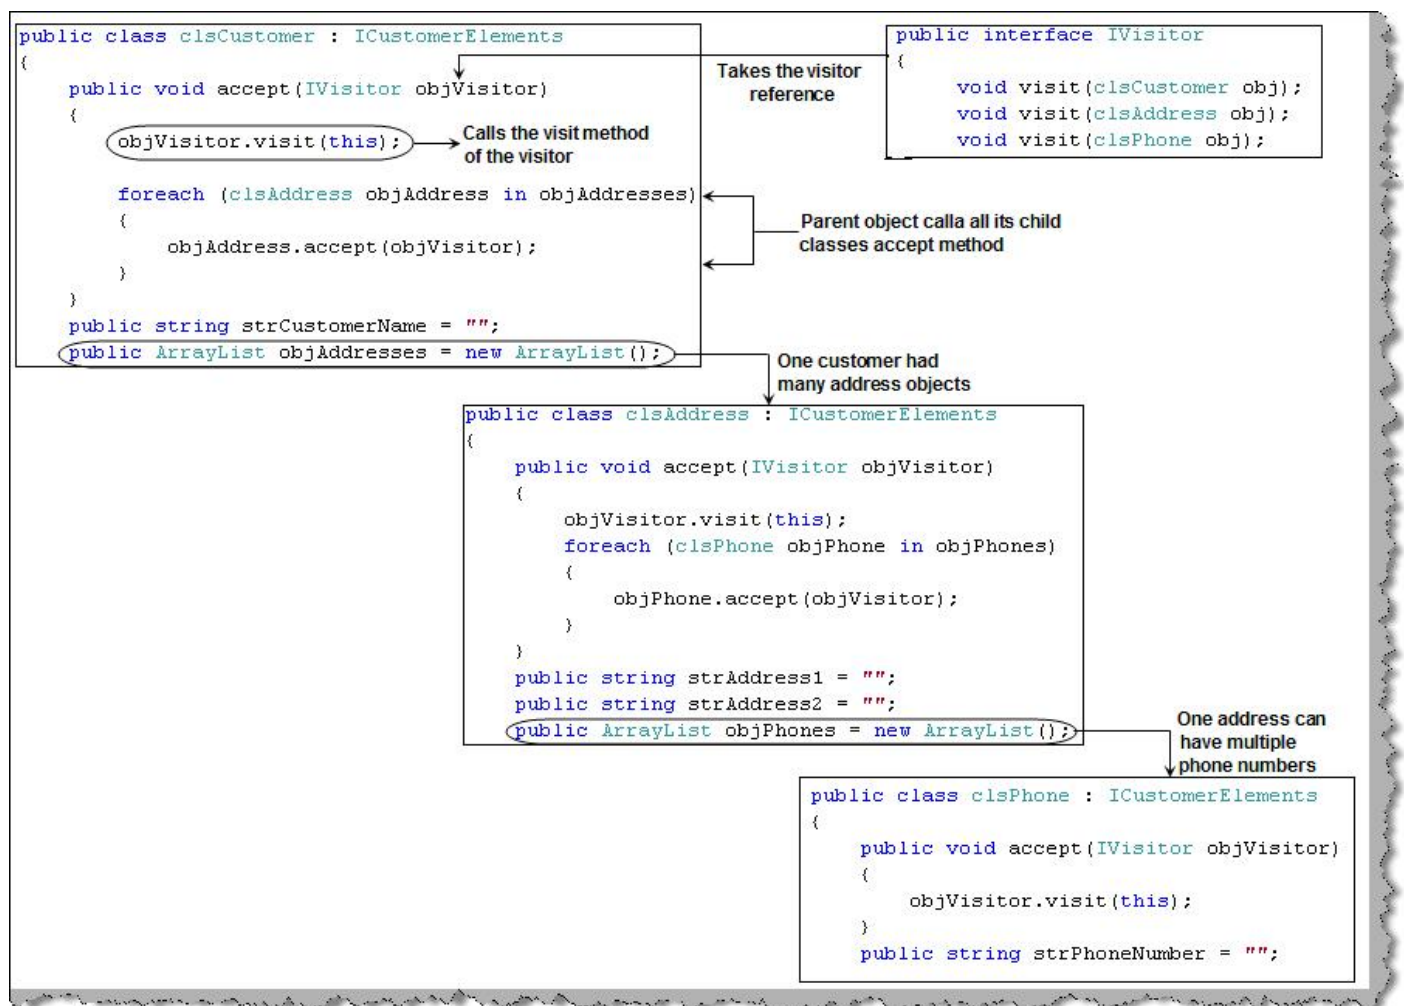 public class clsCustomer : ICustomerElements
{
public void accept(IVisitor objVisitor)
{
objVisitor.visit(this);
foreach (clsAddress objAddress in objAddresses)
{
objAddress.accept(objVisitor);
}
}
public string strCustomerName = "";
public ArrayList objAddresses = new ArrayList();
Takes the visitor
reference
public interface IVisitor
{
void visit(clsCustomer obj);
void visit(clsAddress obj);
void visit(clsPhone obj);
Calls the visit method
of the visitor
Parent object calla all its child
classes accept method
One customer had
many address objects
public class clsAddress : ICustomerElements
{
public void accept(IVisitor objVisitor)
{
objVisitor.visit(this);
foreach (clsPhone objPhone in objPhones)
{
objPhone.accept(objVisitor);
}
}
public string strAddress1 = "";
public string strAddress2 = "";
public ArrayList objPhones = new ArrayList();
One address can
have multiple
phone numbers
public class clsPhone : ICustomerElements
{
public void accept(IVisitor objVisitor)
{
objVisitor.visit(this);
}
public string strPhoneNumber = "";